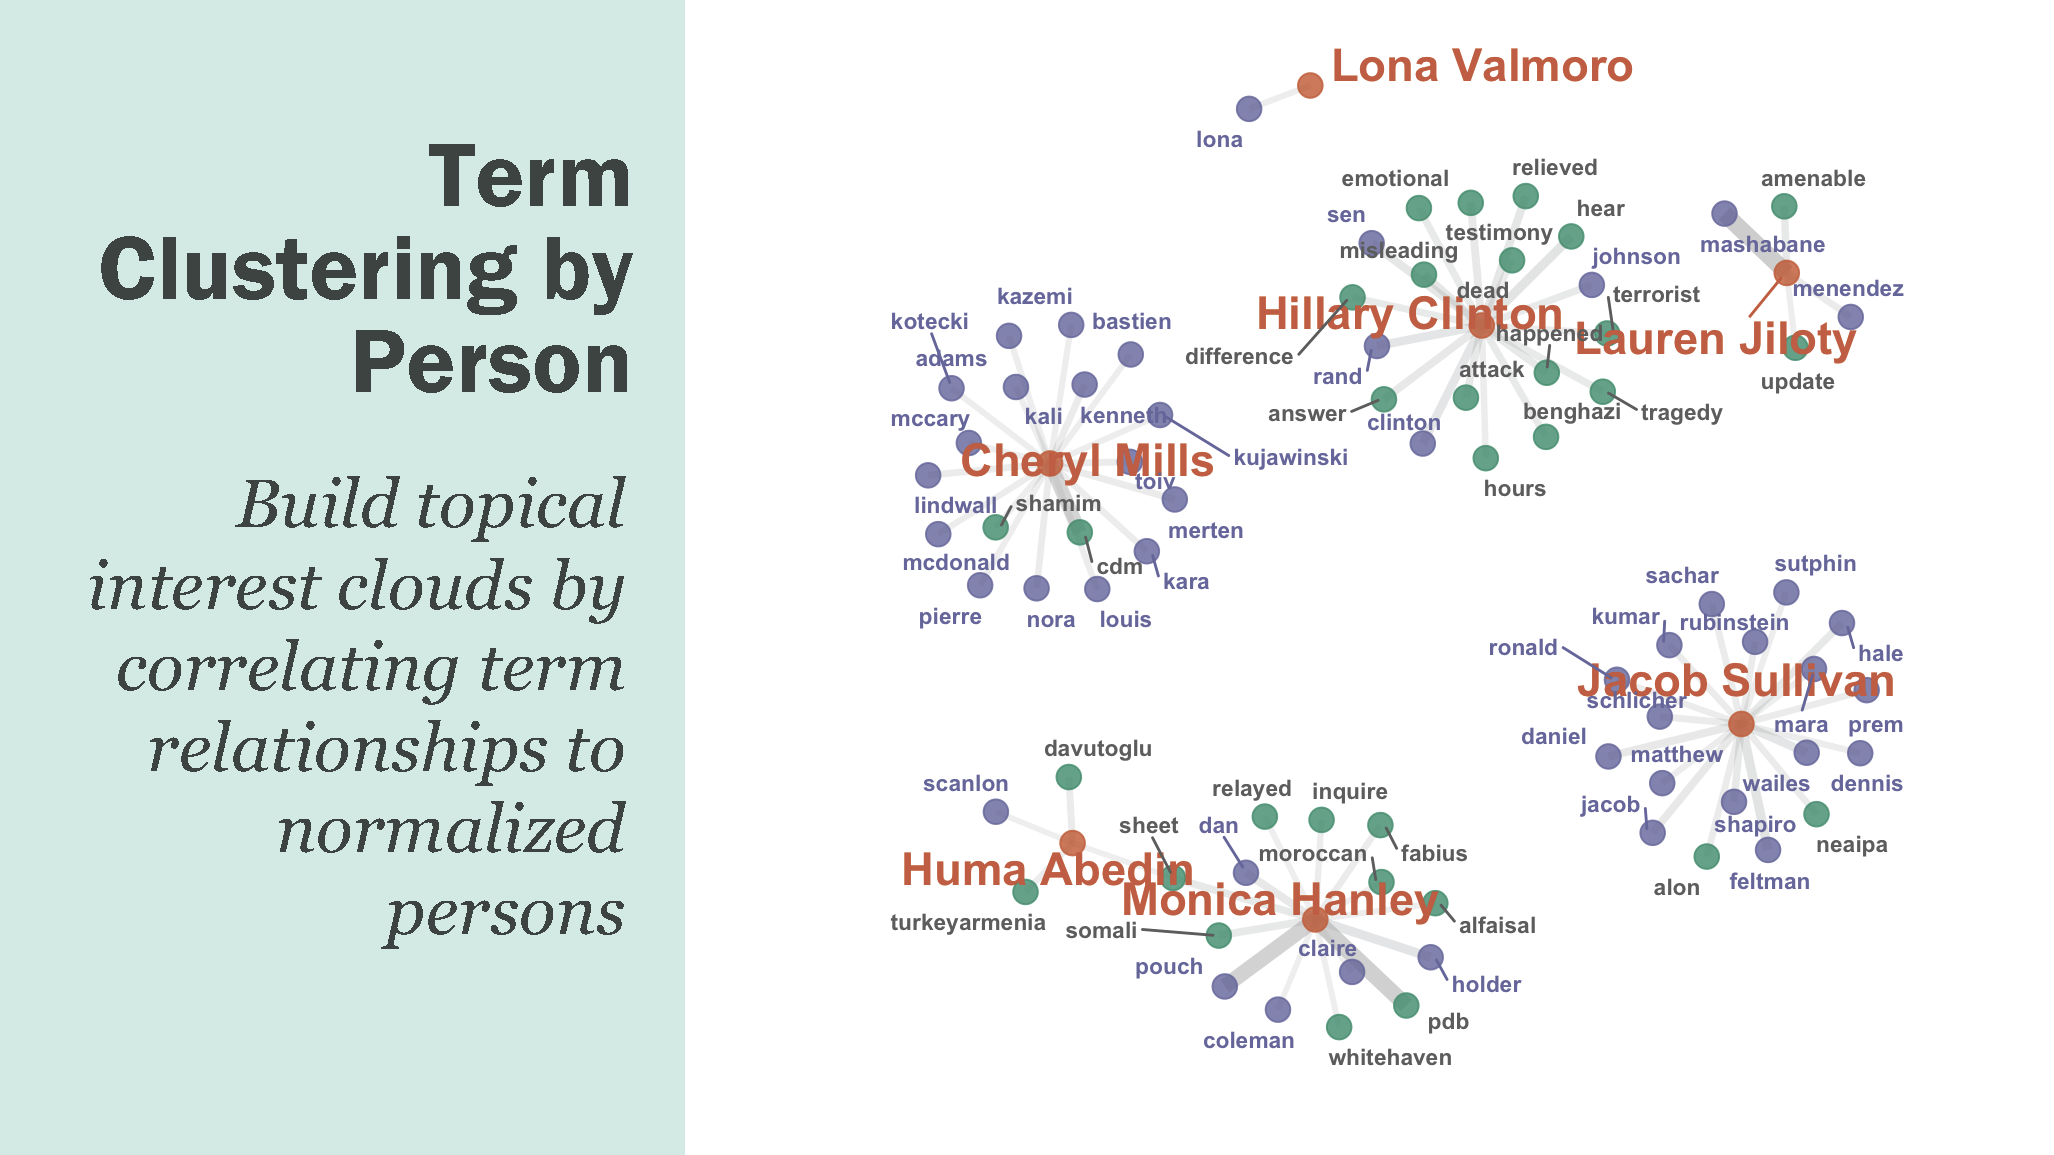 Term
Clustering by
Person
Build topical
interest clouds by
correlating term
relationships to
normalized
persons
Lona Valmoro
lona
emotional
relieved
sen
hear
testimony
misleading
johnson
dead
terrorist
Hillary Clinton
happened
difference
rand
attack
answer
clinton
benghazi
tragedy
hours
amenable
mashabane
menendez
Lauren Jiloty
update
kazemi
kotecki
bastien
adams
mccary
kali
kenneth
kujawinski
Cheryl Mills
toiv
lindwall
shamim
merten
mcdonald
cdm
kara
pierre
nora
louis
sutphin
sachar
kumar
rubinstein
ronald
hale
Jacob Sullivan
schlicher
mara
prem
daniel
matthew
wailes
dennis
jacob
shapiro
neaipa
alon
feltman
davutoglu
scanlon
sheet
Huma Abedin
turkeyarmenia
relayed
inquire
dan
moroccan
fabius
Monica Hanley
somali
alfaisal
claire
pouch
holder
pdb
coleman
whitehaven